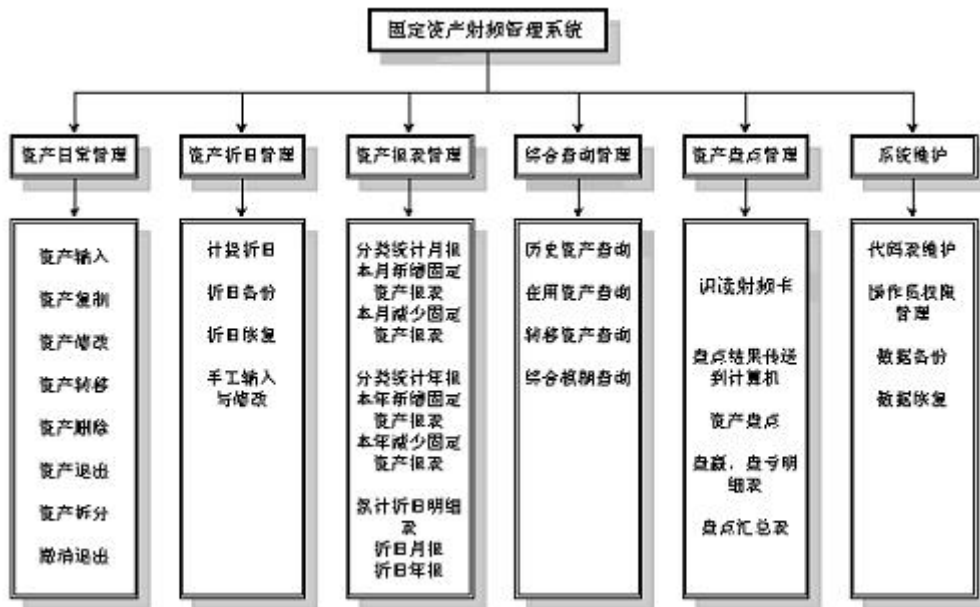 固定资产射频管理系统
资产日常管理
资产折旧管理
资产报表管理
综合查询管理
资产盘点管理
系统维护
资产输入
资产复制
资产修改
资产转移
资产删除
资产退出
资产拆分
撤消退出
计提折旧
折旧备份
折旧恢复
手工输入
与修改
分类统计月报
本月新增固定
资产报表
本月减少固定
资产报表
分类统计年报
本年新增固定
资产报表
本年减少固定
资产报表
累计折旧明细
表
折旧月报
折旧年报
历史资产查询
在用资产查询
转移资产查询
综合模糊查询
识读射频卡
盘点结果传送
到计算机
资产盘点
盘赢，盘亏明
细表
盘点汇总表
代码表维护
操作员权限
管理
数据备份
数据恢复